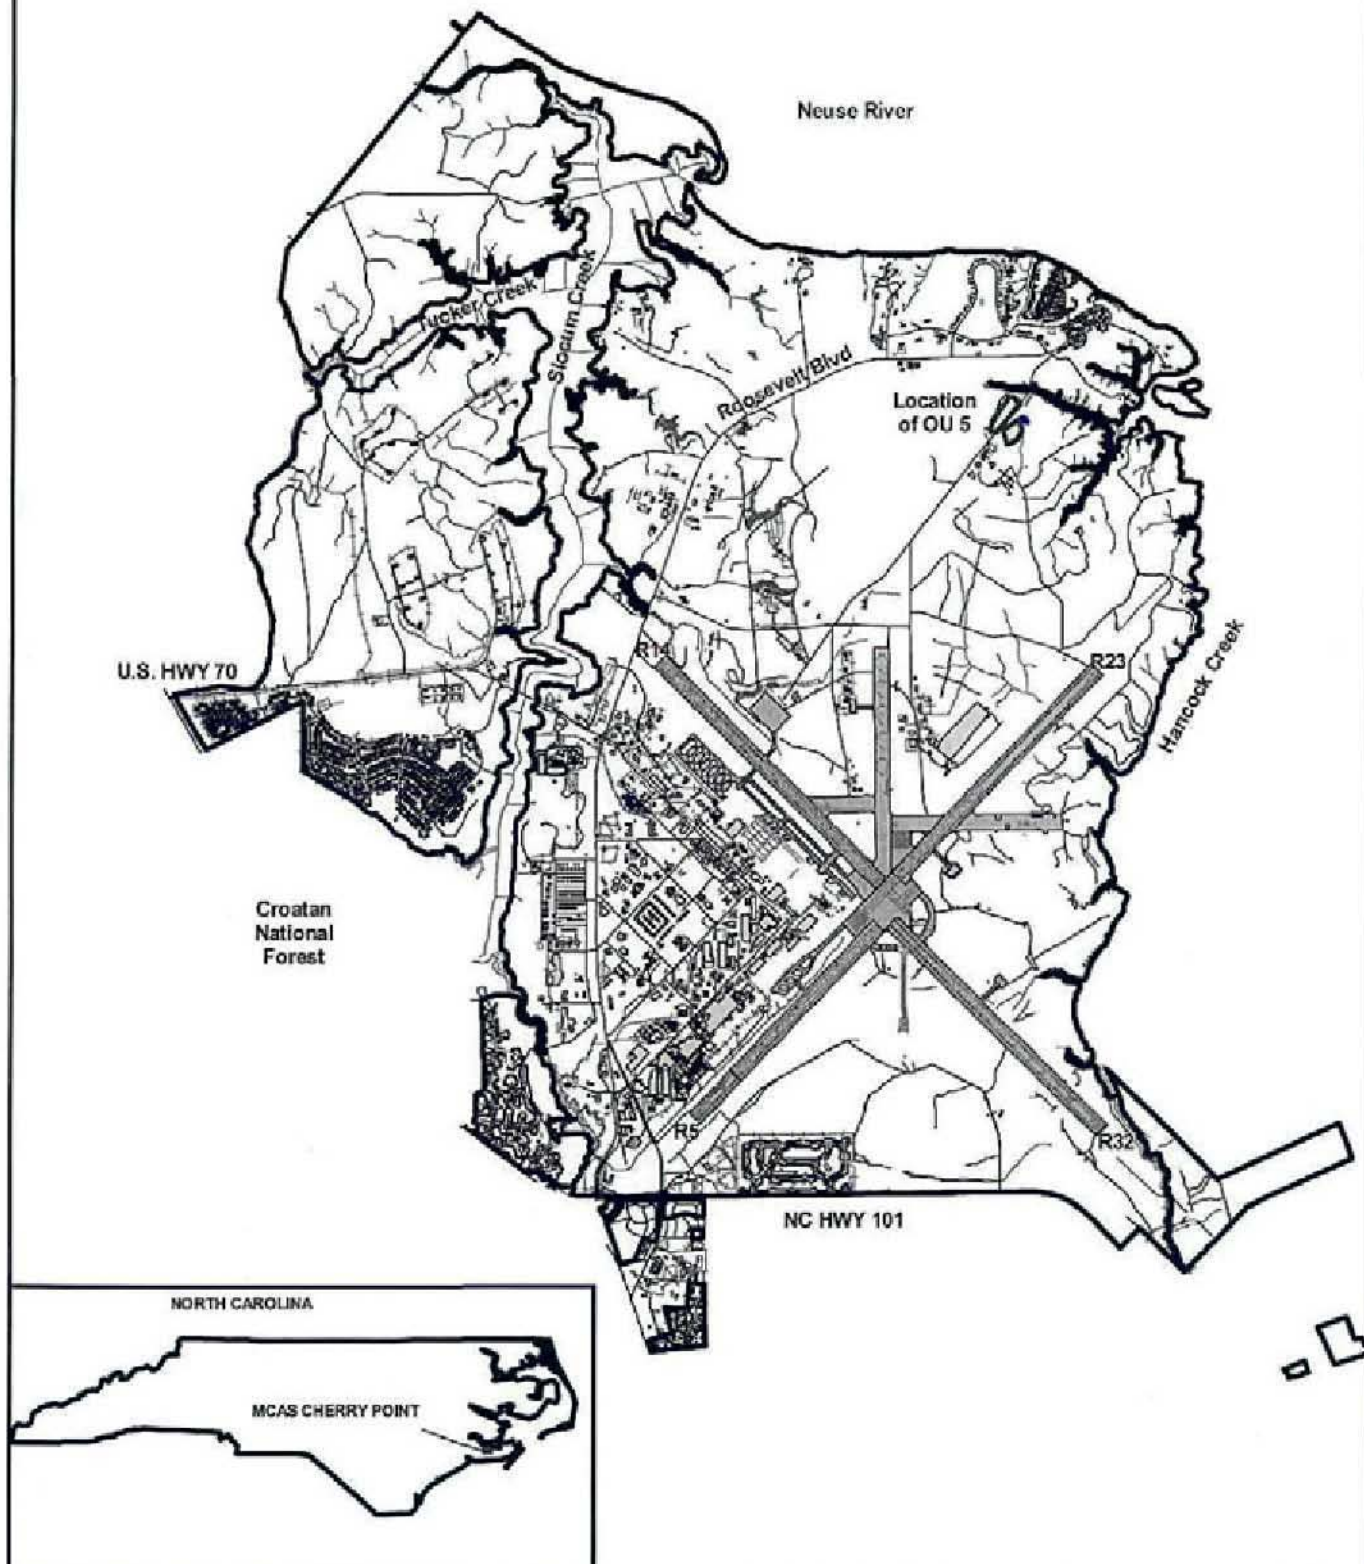 Neuse River
Tucker Creek
Slocum Creek
Roosevelt Blvd
Location
of OU 5
R14
R23
U.S. HWY 70
Hancock Creek
Croatan
National
Forest
R5
R32
NC HWY 101
NORTH CAROLINA
MCAS CHERRY POINT